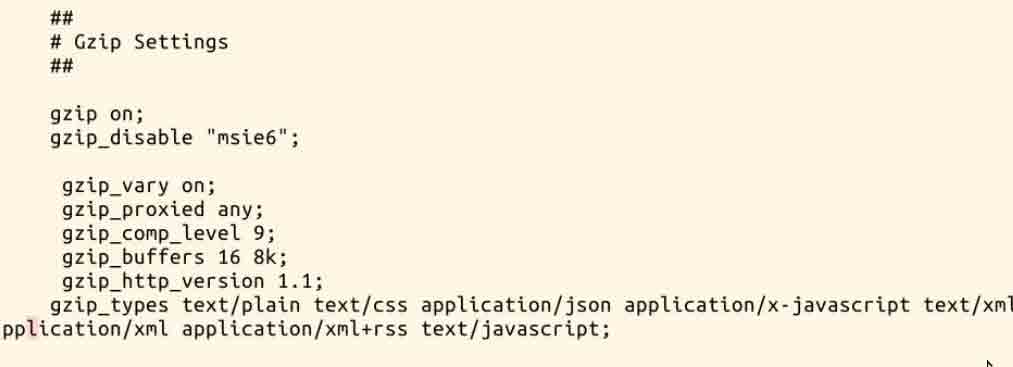 ##
# Gzip Settings
##
gzip on;
gzip_disable "msie6";
gzip_vary on;
gzip_proxied any;
gzip_comp_level 9;
gzip_buffers 16 8k;
gzip_http_version 1.1;
gzip_types text/plain text/css application/json application/x-javascript text/xml
pplication/xml application/xml+rss text/javascript;